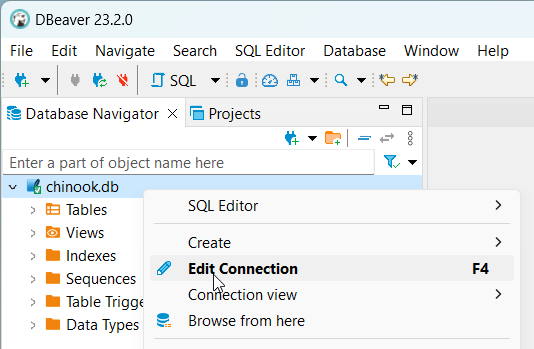 DBeaver 23.2.0
File Edit Navigate Search SQL Editor Database Window Help
SQL
Database Navigator Projects
Enter a part of object name here
chinook.db
Tables
Views
Indexes
Sequences
Table Trigge
Data Types
SQL Editor
Create
Edit Connection F4
Connection view
Browse from here